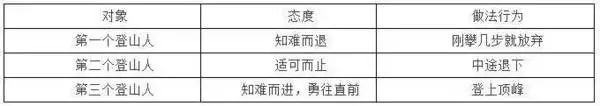 对象 态度 做法行为
第一个登山人 知难而退 刚攀几步就放弃
第二个登山人 适可而止 中途退下
第三个登山人 知难而进，勇往直前 登上顶峰